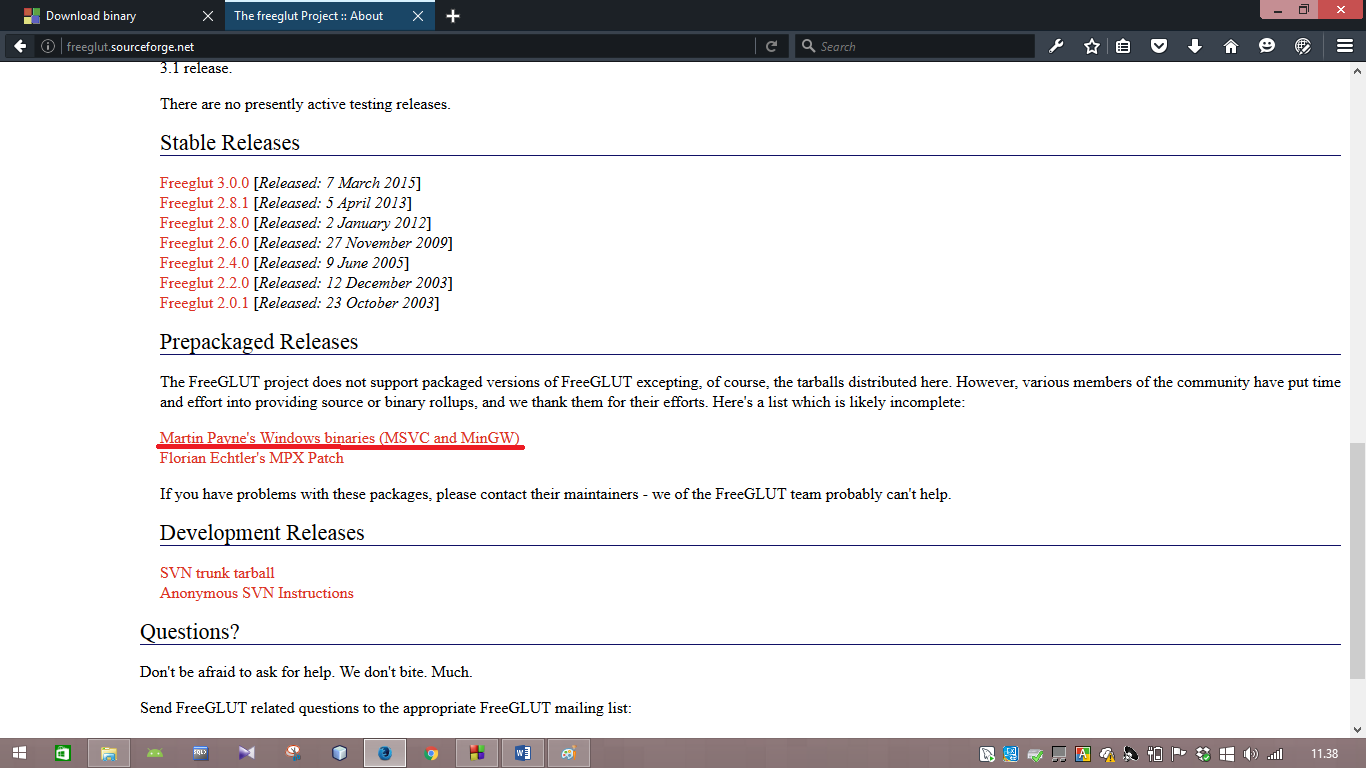 Download binary
The freeglut Project :: About
freeglut.sourceforge.net
Search
3.1 release.
There are no presently active testing releases.
Stable Releases
Freeglut 3.0.0 [Released: 7 March 2015]
Freeglut 2.8.1 [Released: 5 April 2013]
Freeglut 2.8.0 [Released: 2 January 2012]
Freeglut 2.6.0 [Released: 27 November 2009]
Freeglut 2.4.0 [Released: 9 June 2005]
Freeglut 2.2.0 [Released: 12 December 2003]
Freeglut 2.0.1 [Released: 23 October 2003]
Prepackaged Releases
The FreeGLUT project does not support packaged versions of FreeGLUT excepting, of course, the tarballs distributed here. However, various members of the community have put time
and effort into providing source or binary rollups, and we thank them for their efforts. Here's a list which is likely incomplete:
Martin Payne's Windows binaries (MSVC and MinGW)
Florian Echtler's MPX Patch
If you have problems with these packages, please contact their maintainers - we of the FreeGLUT team probably can't help.
Development Releases
SVN trunk tarball
Anonymous SVN Instructions
Questions?
Don't be afraid to ask for help. We don't bite. Much.
Send FreeGLUT related questions to the appropriate FreeGLUT mailing list:
11.38